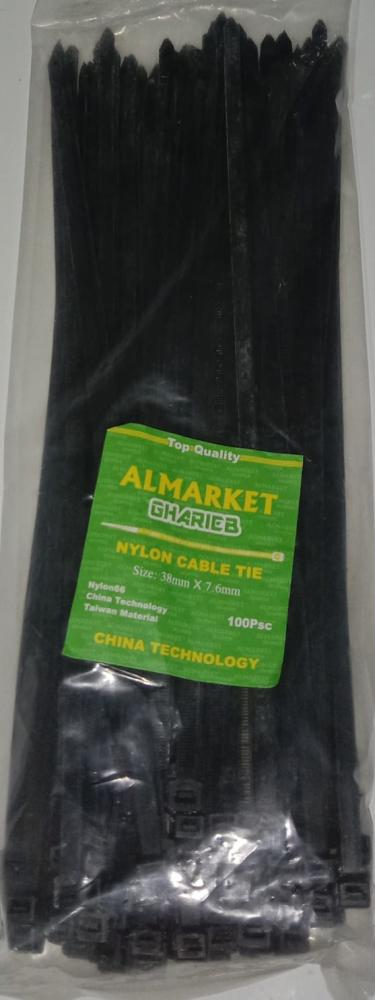 Top Quality
ALMARKET
GHARIEB
NYLON CABLE TIE
Size: 38mm X 7.6mm
Nylon66
China Technology
Taiwan Material
100Psc
CHINA TECHNOLOGY